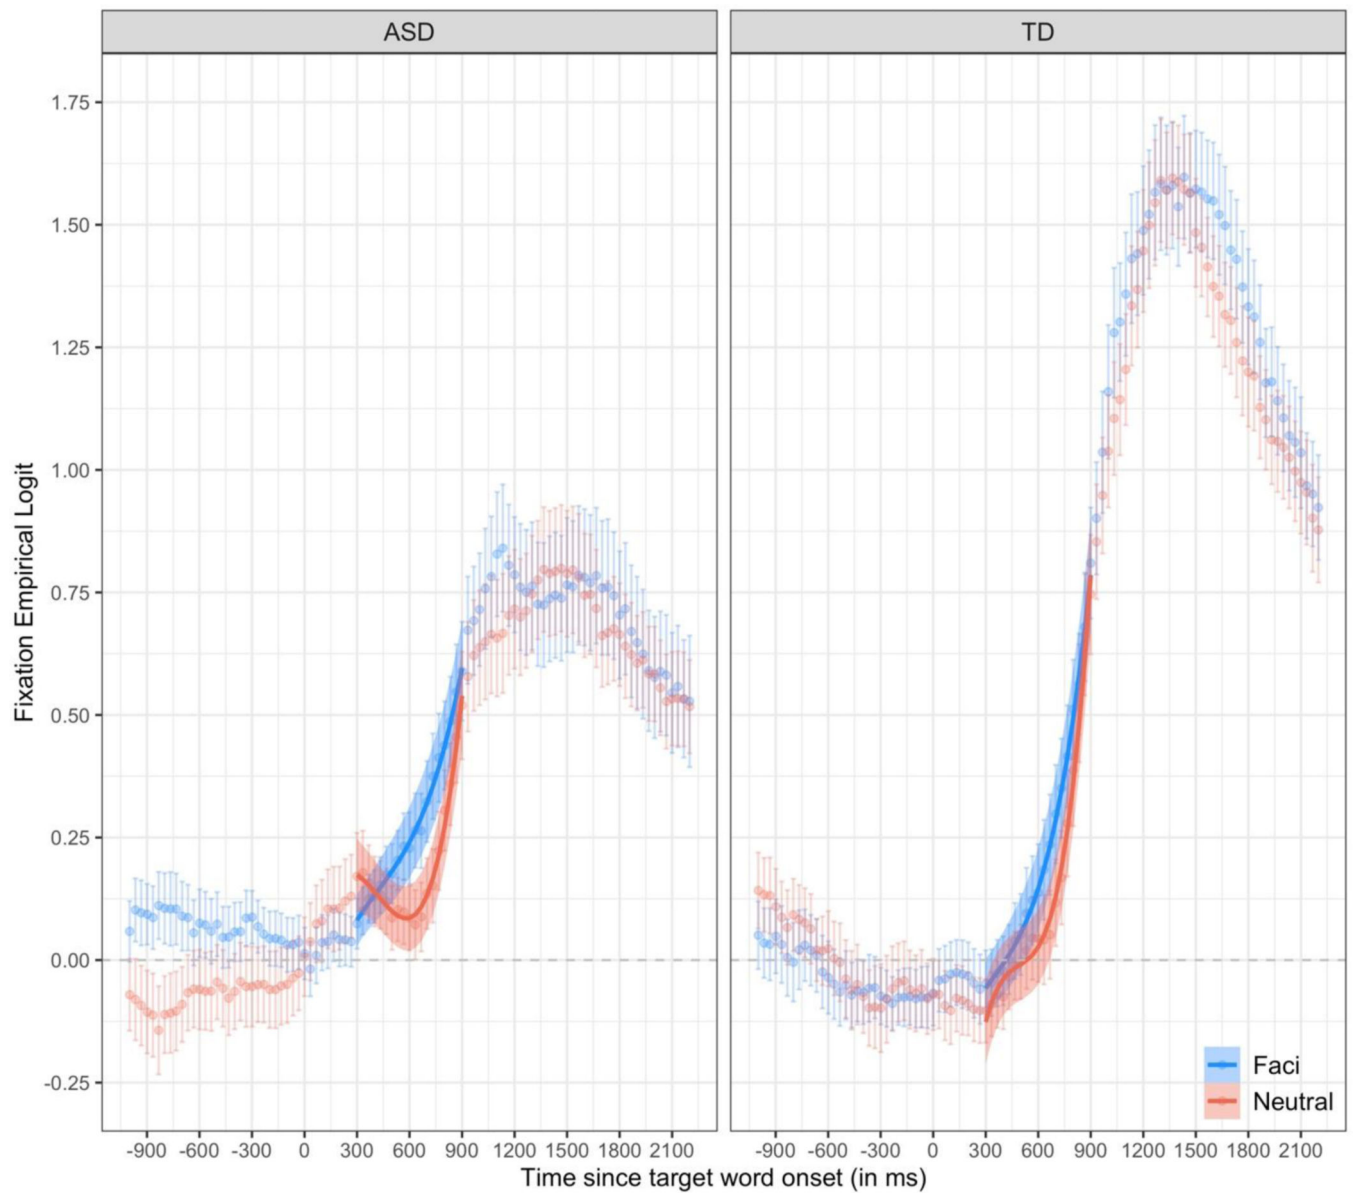 ASD
TD
1.75
1.50
1.25
1.00
0.75
0.50
0.25
0.00
-0.25
Fixation Empirical Logit
-900 -600 -300 0 300 600 900 1200 1500 1800 2100
-900 -600 -300 0 300 600 900 1200 1500 1800 2100
Time since target word onset (in ms)
Faci
Neutral